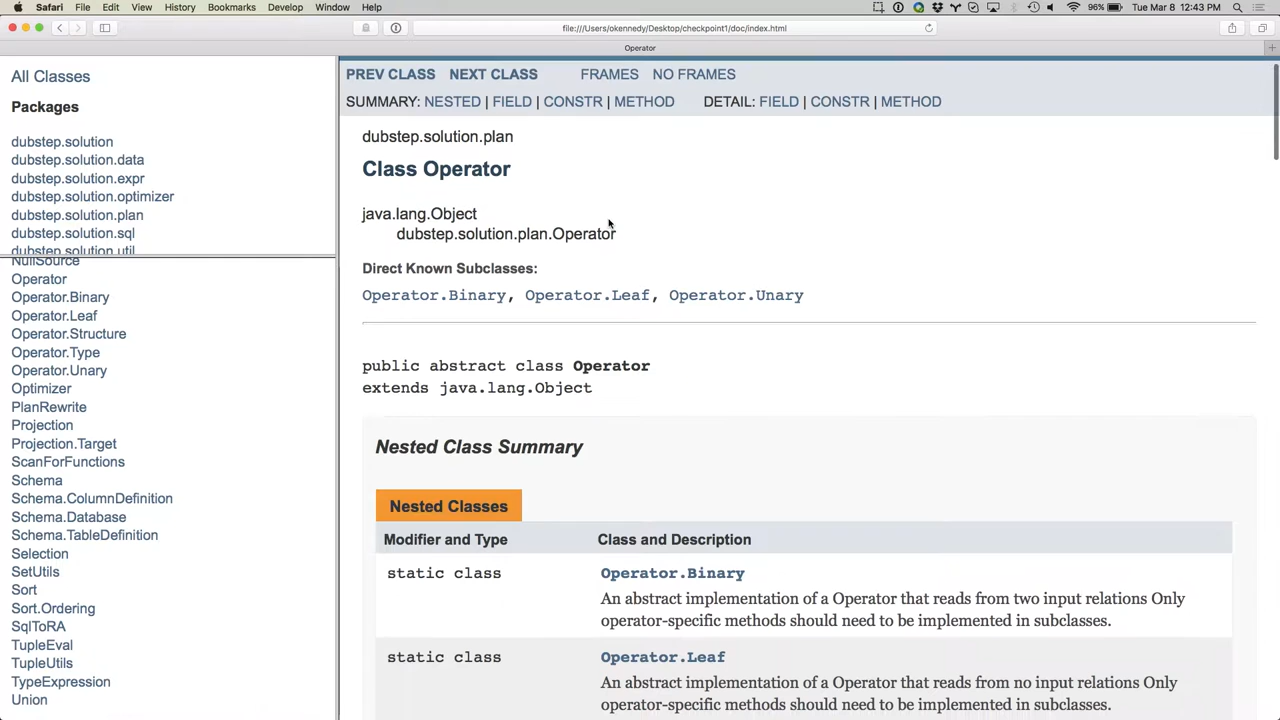 Safari File Edit View History Bookmarks Develop Window Help 96% Tue Mar 8 12:43 PM
file:///Users/okennedy/Desktop/checkpoint1/doc/index.html
Operator
All Classes
Packages
dubstep.solution
dubstep.solution.data
dubstep.solution.expr
dubstep.solution.optimizer
dubstep.solution.plan
dubstep.solution.sql
dubstep.solution.util
NullSource
Operator
Operator.Binary
Operator.Leaf
Operator.Structure
Operator.Type
Operator.Unary
Optimizer
PlanRewrite
Projection
Projection.Target
ScanForFunctions
Schema
Schema.ColumnDefinition
Schema.Database
Schema.TableDefinition
Selection
SetUtils
Sort
Sort.Ordering
SqlToRA
TupleEval
TupleUtils
TypeExpression
Union
PREV CLASS NEXT CLASS FRAMES NO FRAMES
SUMMARY: NESTED | FIELD | CONSTR | METHOD DETAIL: FIELD | CONSTR | METHOD
dubstep.solution.plan
Class Operator
java.lang.Object
dubstep.solution.plan.Operator
Direct Known Subclasses:
Operator.Binary, Operator.Leaf, Operator.Unary
public abstract class Operator
extends java.lang.Object
Nested Class Summary
Nested Classes
Modifier and Type Class and Description
static class Operator.Binary
An abstract implementation of a Operator that reads from two input relations Only
operator-specific methods should need to be implemented in subclasses.
static class Operator.Leaf
An abstract implementation of a Operator that reads from no input relations Only
operator-specific methods should need to be implemented in subclasses.